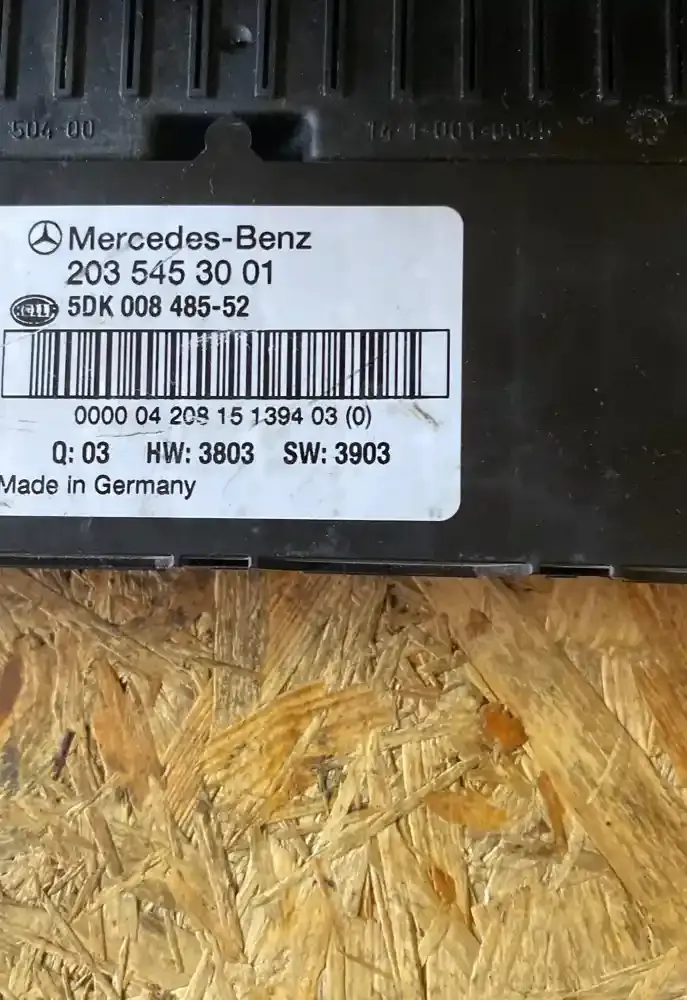 504-00
Mercedes-Benz
203 545 30 01
5DK 008 485-52
0000 04 208 15 1394 03 (0)
Q: 03 HW: 3803 SW: 3903
Made in Germany